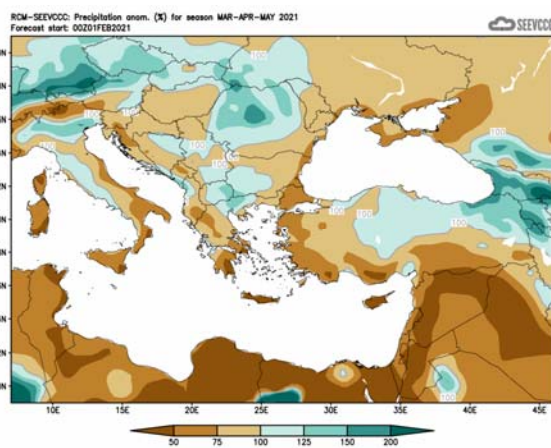 RCM-SEEVCCC: Precipitation anom. (%) for season MAR-APR-MAY 2021
Forecast start: 00Z01FEB2021
SEEVCCC
100
100
100
100
100
100
100
100
100
100
10E 15E 20E 25E 30E 35E 40E 45E
50 75 100 125 150 200